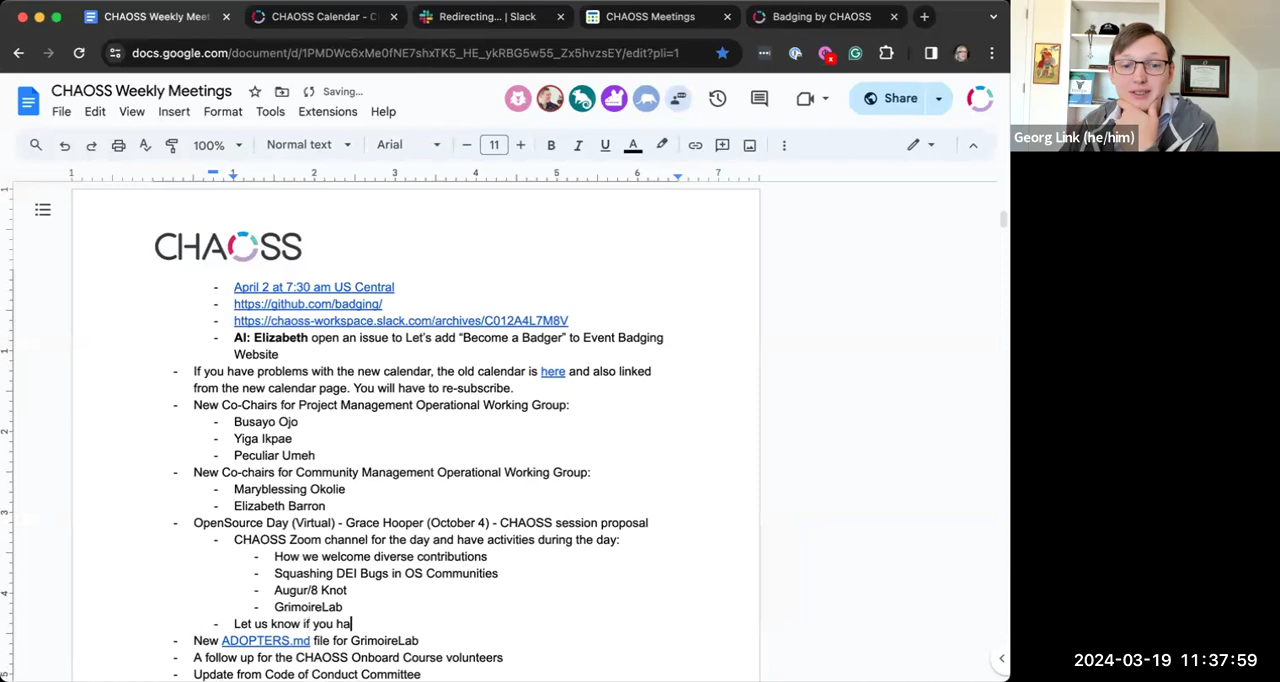 CHAOSS Weekly Meet
CHAOSS Calendar - C
Redirecting... | Slack
CHAOSS Meetings
Badging by CHAOSS
docs.google.com/document/d/1PMDWc6xMe0fNE7shxTK5_HE_ykRBG5w55_Zx5hvzsEY/edit?pli=1
CHAOSS Weekly Meetings
Saving...
File Edit View Insert Format Tools Extensions Help
Share
100% Normal text Arial 11 B I U A
1 1 2 3 4 5 6 7
CHAOSS
- April 2 at 7:30 am US Central
- https://github.com/badging/
- https://chaoss-workspace.slack.com/archives/C012A4L7M8V
- AI: Elizabeth open an issue to Let's add “Become a Badger” to Event Badging
Website
- If you have problems with the new calendar, the old calendar is here and also linked
from the new calendar page. You will have to re-subscribe.
- New Co-Chairs for Project Management Operational Working Group:
- Busayo Ojo
- Yiga Ikpae
- Peculiar Umeh
- New Co-chairs for Community Management Operational Working Group:
- Maryblessing Okolie
- Elizabeth Barron
- OpenSource Day (Virtual) - Grace Hooper (October 4) - CHAOSS session proposal
- CHAOSS Zoom channel for the day and have activities during the day:
- How we welcome diverse contributions
- Squashing DEI Bugs in OS Communities
- Augur/8 Knot
- GrimoireLab
- Let us know if you ha
- New ADOPTERS.md file for GrimoireLab
- A follow up for the CHAOSS Onboard Course volunteers
- Update from Code of Conduct Committee
Georg Link (he/him)
2024-03-19 11:37:59